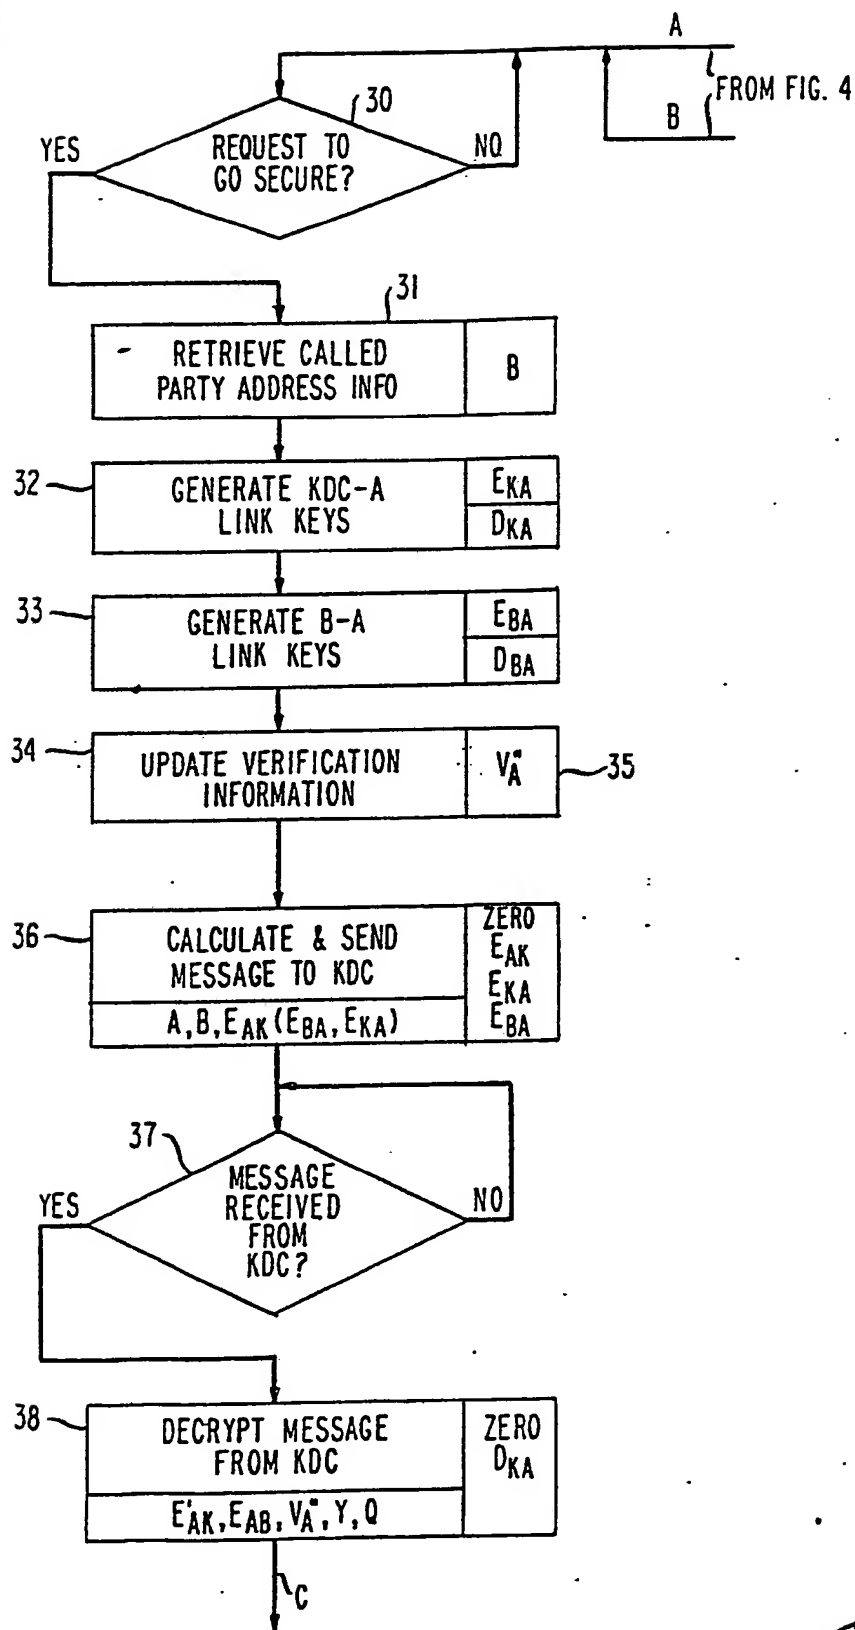 A
FROM FIG. 4
B
30
YES
REQUEST TO
GO SECURE?
NO
31
RETRIEVE CALLED
PARTY ADDRESS INFO
B
32
GENERATE KDC-A
LINK KEYS
EKA
DKA
33
GENERATE B-A
LINK KEYS
EBA
DBA
34
UPDATE VERIFICATION
INFORMATION
VA"
35
36
CALCULATE & SEND
MESSAGE TO KDC
A, B, EAK (EBA, EKA)
ZERO
EAK
EKA
EBA
37
YES
MESSAGE
RECEIVED
FROM
KDC?
NO
38
DECRYPT MESSAGE
FROM KDC
E'AK, EAB, VA", Y, Q
ZERO
DKA
C